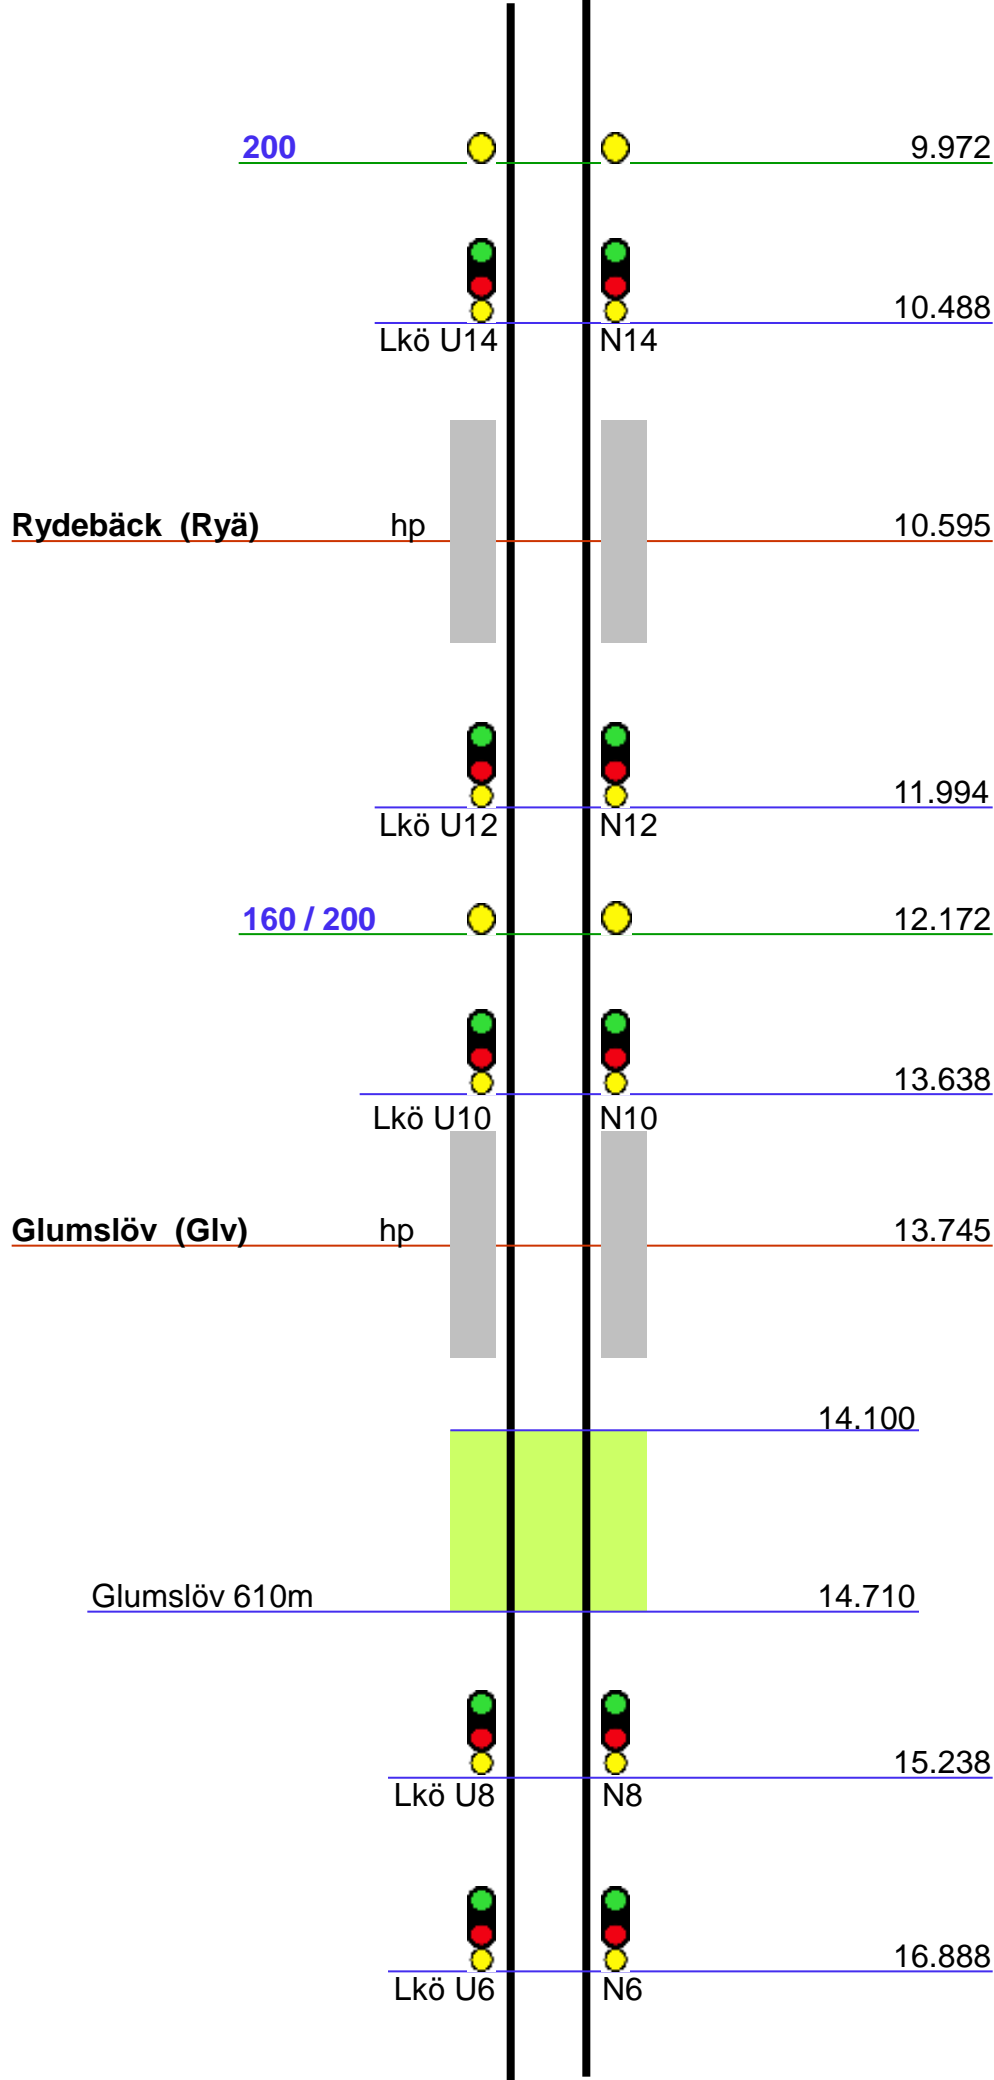 200 9.972
10.488
Lkö U14 N14
Rydebäck (Ryä) hp 10.595
11.994
Lkö U12 N12
160 / 200 12.172
13.638
Lkö U10 N10
Glumslöv (Glv) hp 13.745
14.100
Glumslöv 610m 14.710
15.238
Lkö U8 N8
16.888
Lkö U6 N6